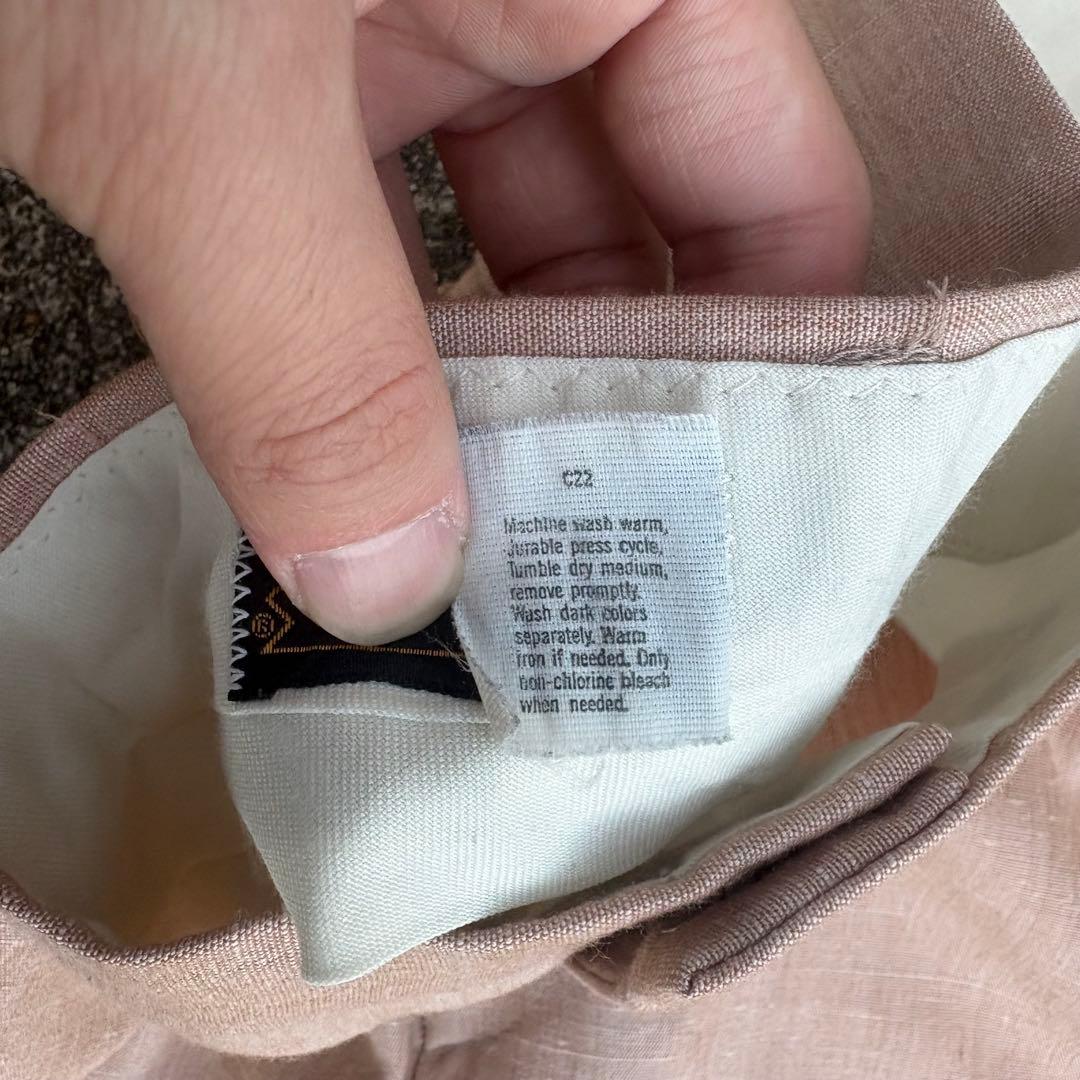 C22
Machine wash warm,
durable press cycle,
Tumble dry medium,
remove promptly.
Wash dark colors
separately. Warm
iron if needed. Only
non-chlorine bleach
when needed.
®